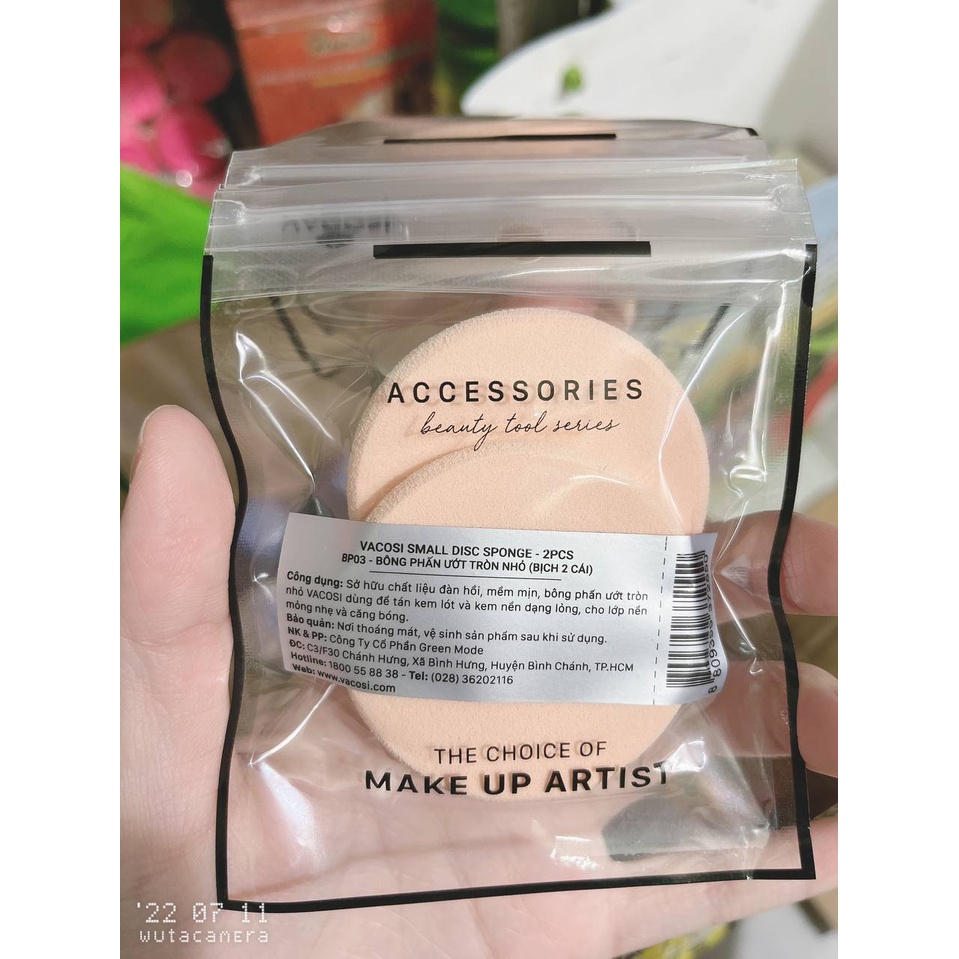 ACCESSORIES
beauty tool series
VACOSI SMALL DISC SPONGE - 2PCS
BP03 - BÔNG PHẤN ƯỚT TRÒN NHỎ (BỊCH 2 CÁI)
Công dụng: Sở hữu chất liệu đàn hồi, mềm mịn, bông phấn ướt tròn
nhỏ VACOSI dùng để tán kem lót và kem nền dạng lỏng, cho lớp nền
mỏng nhẹ và căng bóng.
Bảo quản: Nơi thoáng mát, vệ sinh sản phẩm sau khi sử dụng.
NK & PP: Công Ty Cổ Phần Green Mode
ĐC: C3/F30 Chánh Hưng, Xã Bình Hưng, Huyện Bình Chánh, TP.HCM
Hotline: 1800 55 88 38 - Tel: (028) 36202116
Web: www.vacosi.com
THE CHOICE OF
MAKE UP ARTIST
'22 07 11
wutacamera